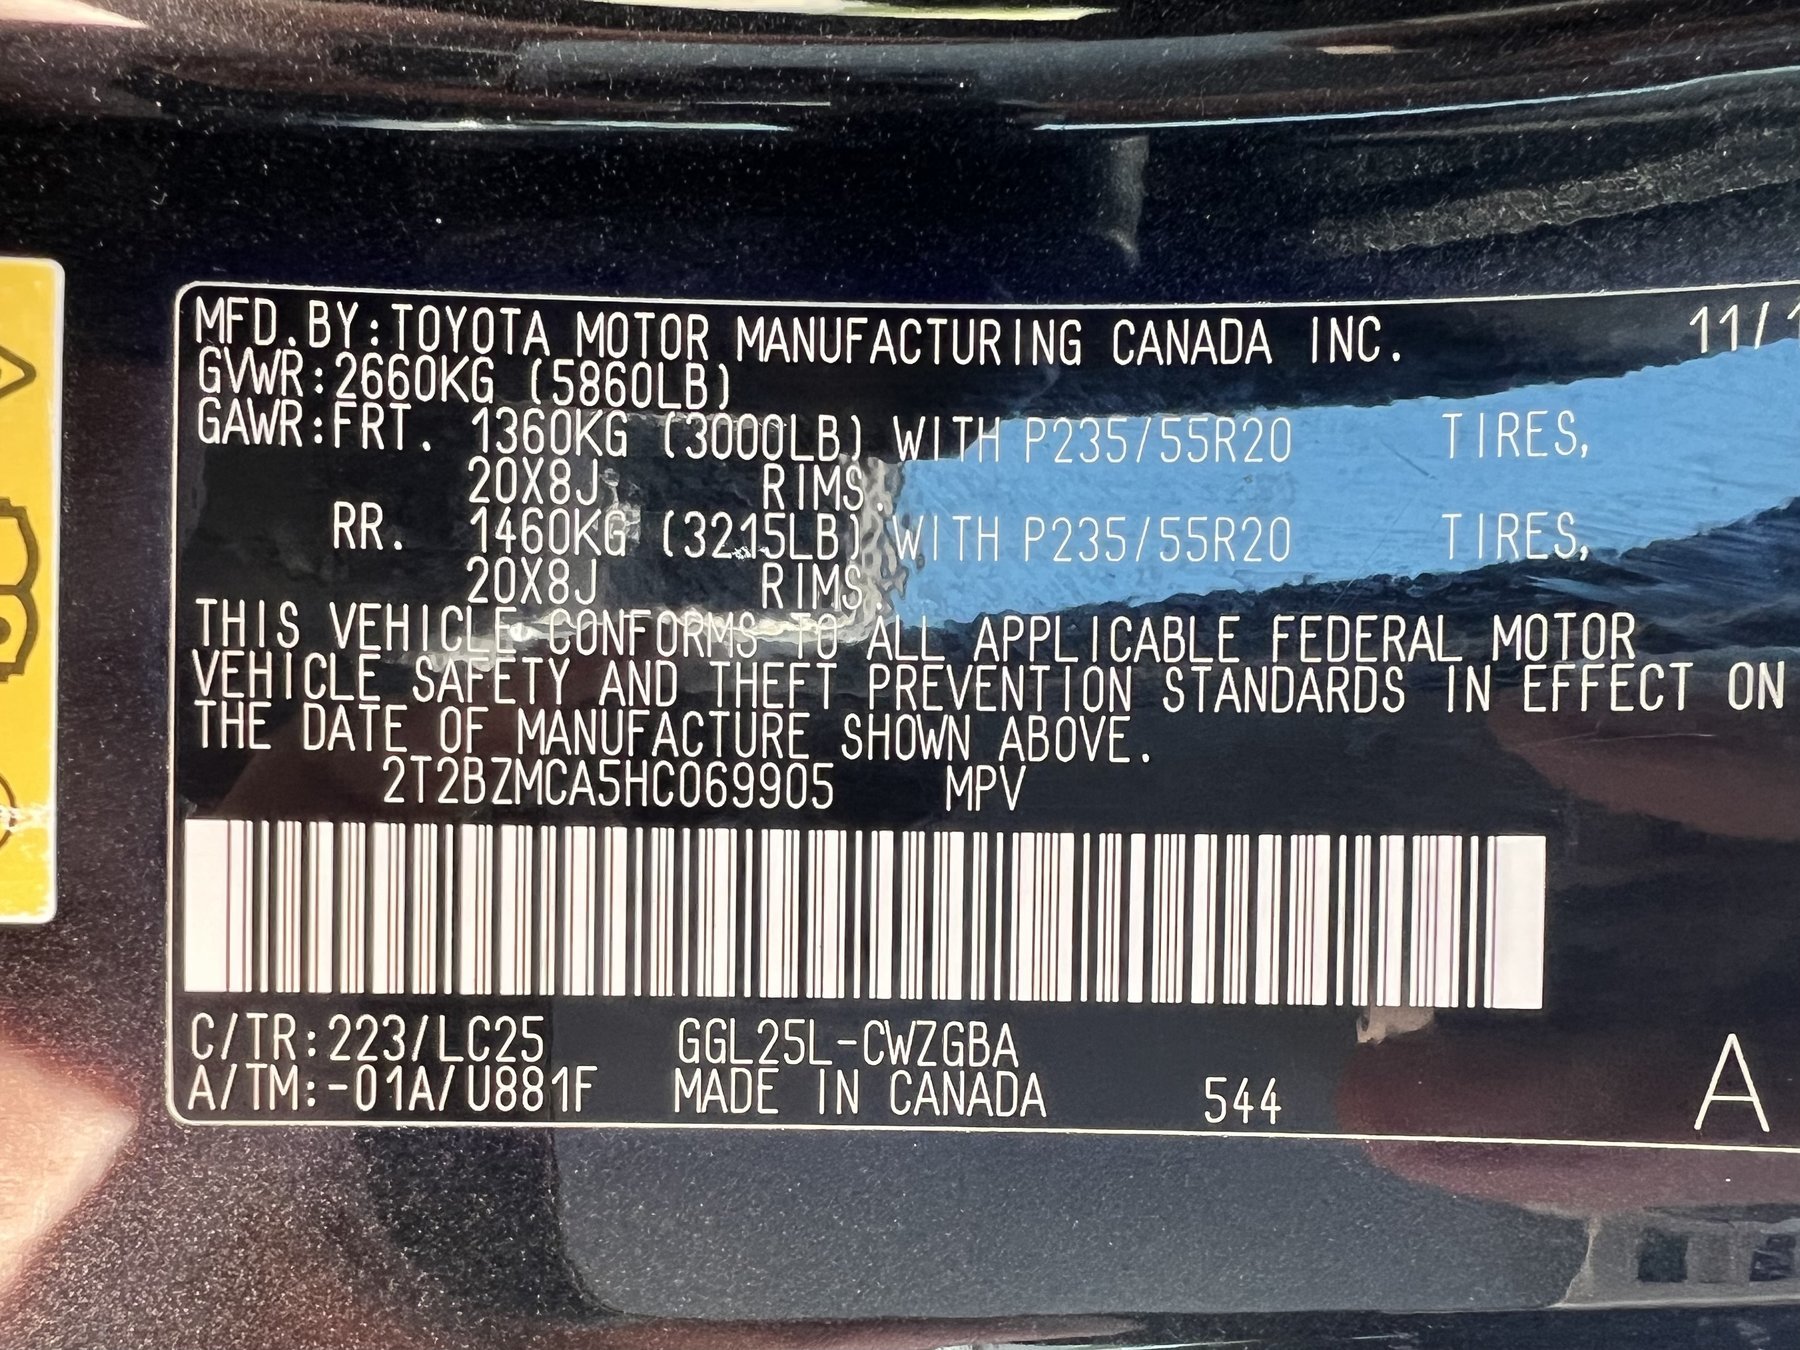 MFD.BY:TOYOTA MOTOR MANUFACTURING CANADA INC. 11/1
GVWR:2660KG (5860LB)
GAWR:FRT. 1360KG (3000LB) WITH P235/55R20 TIRES,
20X8J RIMS.
RR. 1460KG (3215LB) WITH P235/55R20 TIRES,
20X8J RIMS.
THIS VEHICLE CONFORMS TO ALL APPLICABLE FEDERAL MOTOR
VEHICLE SAFETY AND THEFT PREVENTION STANDARDS IN EFFECT ON
THE DATE OF MANUFACTURE SHOWN ABOVE.
2T2BZMCA5HC069905 MPV
C/TR:223/LC25 GGL25L-CWZGBA
A/TM:-01A/U881F MADE IN CANADA 544 A